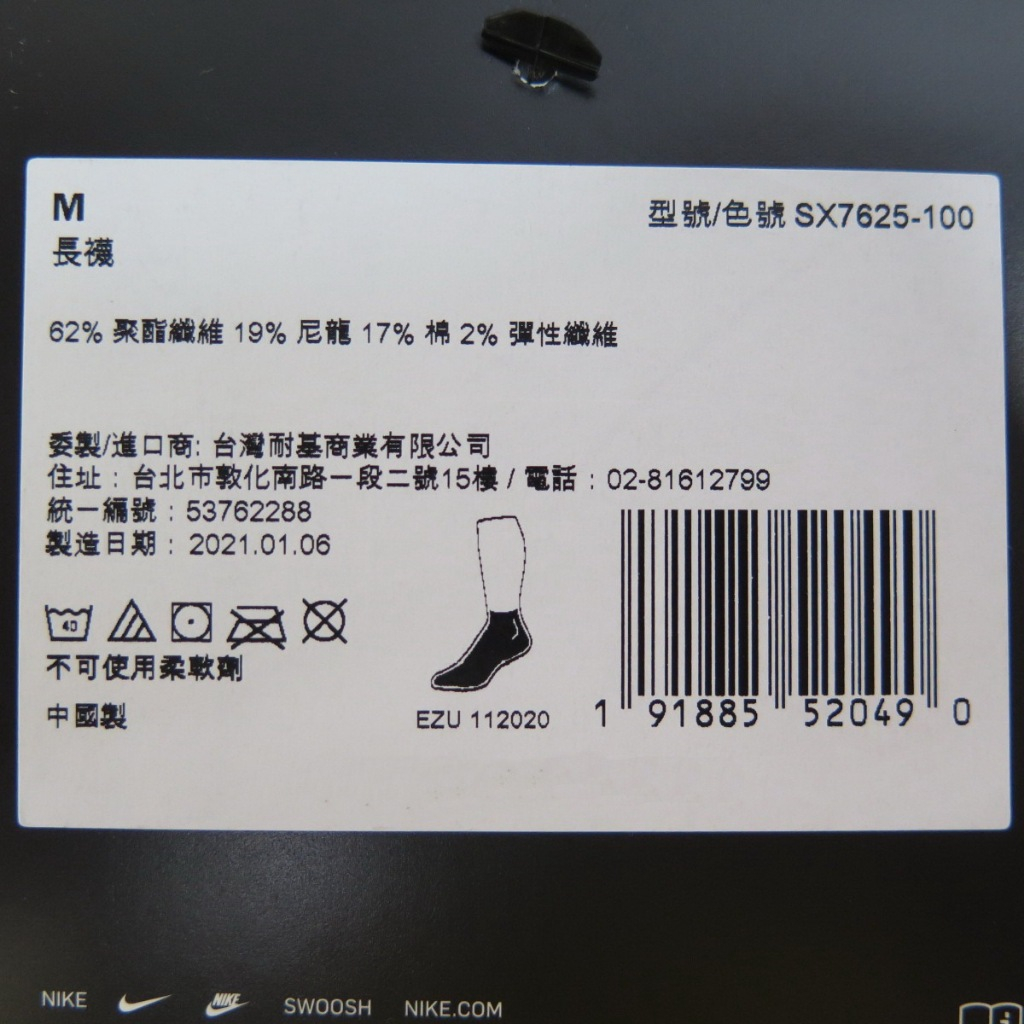 M
型號/色號 SX7625-100
長襪
62% 聚酯纖維 19% 尼龍 17% 棉 2% 彈性纖維
委製/進口商: 台灣耐基商業有限公司
住址 : 台北市敦化南路一段二號15樓 / 電話 : 02-81612799
統一編號 : 53762288
製造日期 : 2021.01.06
40
不可使用柔軟劑
中國製
EZU 112020
1 91885 52049 0
NIKE NIKE SWOOSH NIKE.COM